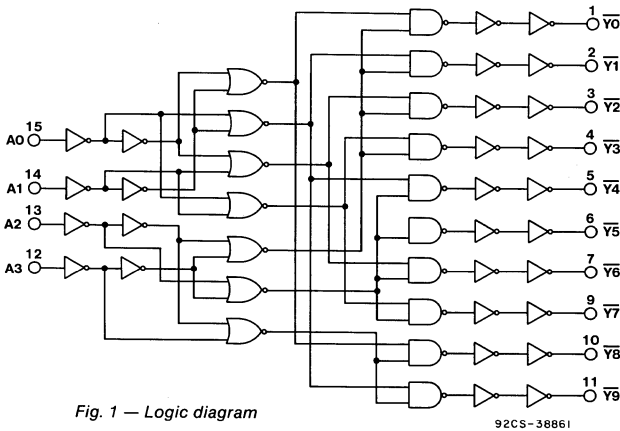 1 Y0
2 Y1
3 Y2
15
A0
4 Y3
14
A1
5 Y4
13
A2
6 Y5
12
A3
7 Y6
9 Y7
10 Y8
11 Y9
Fig. 1 — Logic diagram
92CS-38861